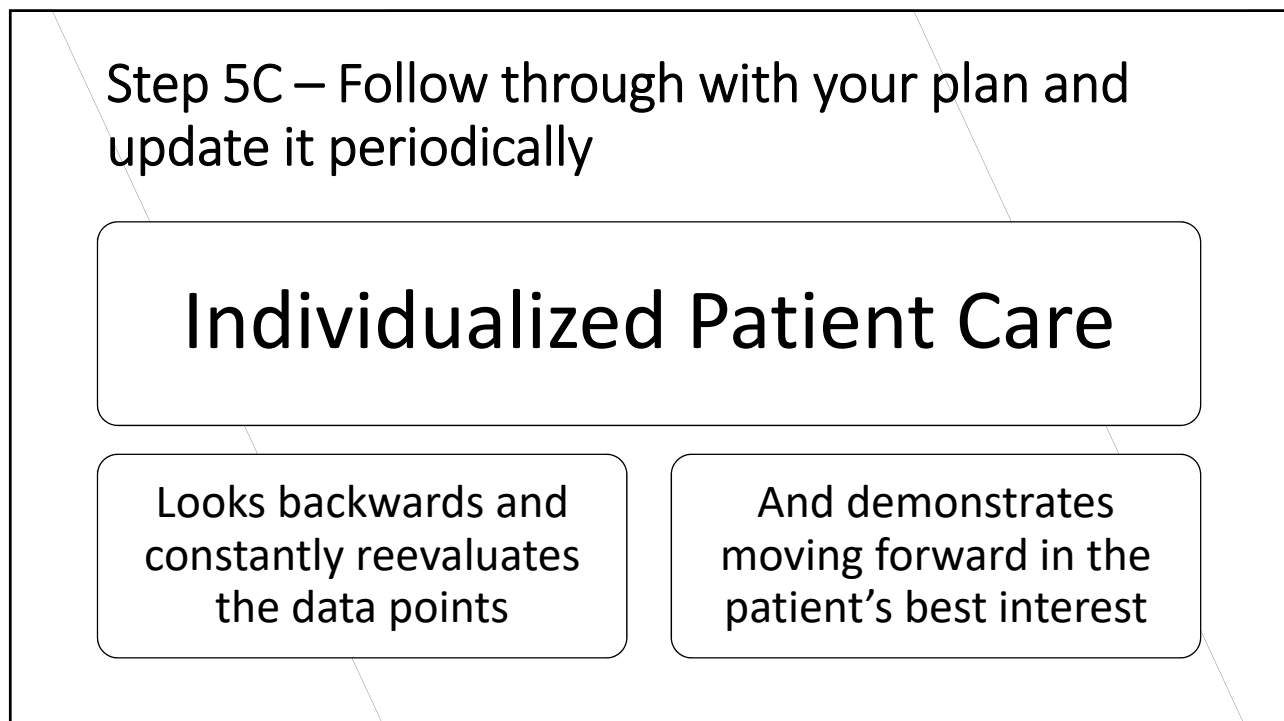 Step 5C – Follow through with your plan and
update it periodically
Individualized Patient Care
Looks backwards and
constantly reevaluates
the data points
And demonstrates
moving forward in the
patient’s best interest